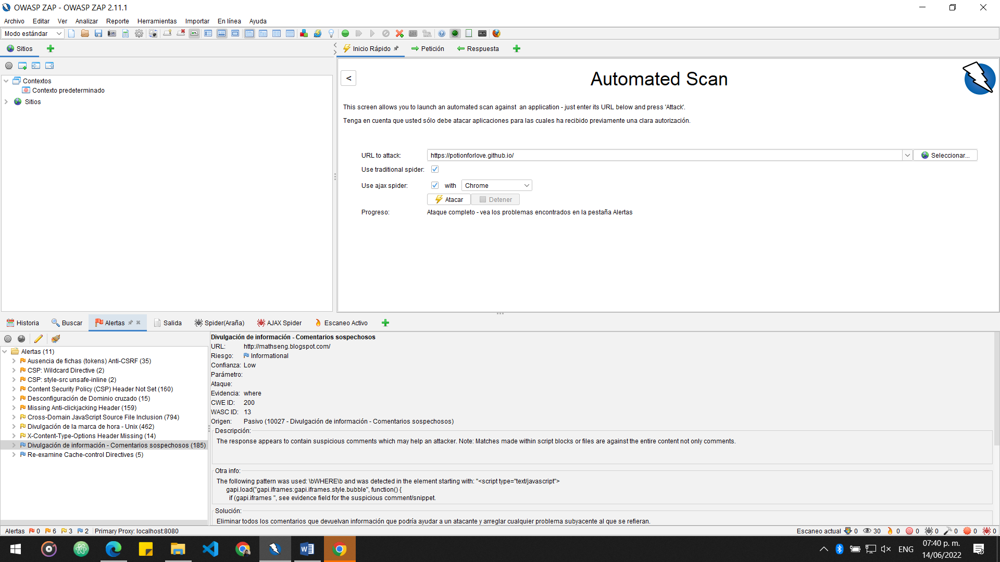 OWASP ZAP - OWASP ZAP 2.11.1
Archivo Editar Ver Analizar Reporte Herramientas Importar En línea Ayuda
Modo estándar
Sitios
Inicio Rápido Petición Respuesta
Contextos
Contexto predeterminado
Sitios
<
Automated Scan
This screen allows you to launch an automated scan against an application - just enter its URL below and press 'Attack'.
Tenga en cuenta que usted sólo debe atacar aplicaciones para las cuales ha recibido previamente una clara autorización.
URL to attack: https://potionforlove.github.io/ Seleccionar...
Use traditional spider:
Use ajax spider: with Chrome
Atacar Detener
Progreso: Ataque completo - vea los problemas encontrados en la pestaña Alertas
Historia Buscar Alertas Salida Spider(Araña) AJAX Spider Escaneo Activo
Alertas (11)
Ausencia de fichas (tokens) Anti-CSRF (35)
CSP: Wildcard Directive (2)
CSP: style-src unsafe-inline (2)
Content Security Policy (CSP) Header Not Set (160)
Desconfiguración de Dominio cruzado (15)
Missing Anti-clickjacking Header (159)
Cross-Domain JavaScript Source File Inclusion (794)
Divulgación de la marca de hora - Unix (462)
X-Content-Type-Options Header Missing (14)
Divulgación de información - Comentarios sospechosos (185)
Re-examine Cache-control Directives (5)
Divulgación de información - Comentarios sospechosos
URL: http://mathseng.blogspot.com/
Riesgo: Informational
Confianza: Low
Parámetro:
Ataque:
Evidencia: where
CWE ID: 200
WASC ID: 13
Origen: Pasivo (10027 - Divulgación de información - Comentarios sospechosos)
Descripción:
The response appears to contain suspicious comments which may help an attacker. Note: Matches made within script blocks or files are against the entire content not only comments.
Otra info:
The following pattern was used: \bWHERE\b and was detected in the element starting with: "<script type="text/javascript">
gapi.load("gapi.iframes:gapi.iframes.style.bubble", function() {
if (gapi.iframes ", see evidence field for the suspicious comment/snippet.
Solución:
Eliminar todos los comentarios que devuelvan información que podría ayudar a un atacante y arreglar cualquier problema subyacente al que se refieran.
Alertas 0 6 3 2 Primary Proxy: localhost:8080
Escaneo actual 0 30 0 0 0 0 0 0
ENG
07:40 p. m.
14/06/2022